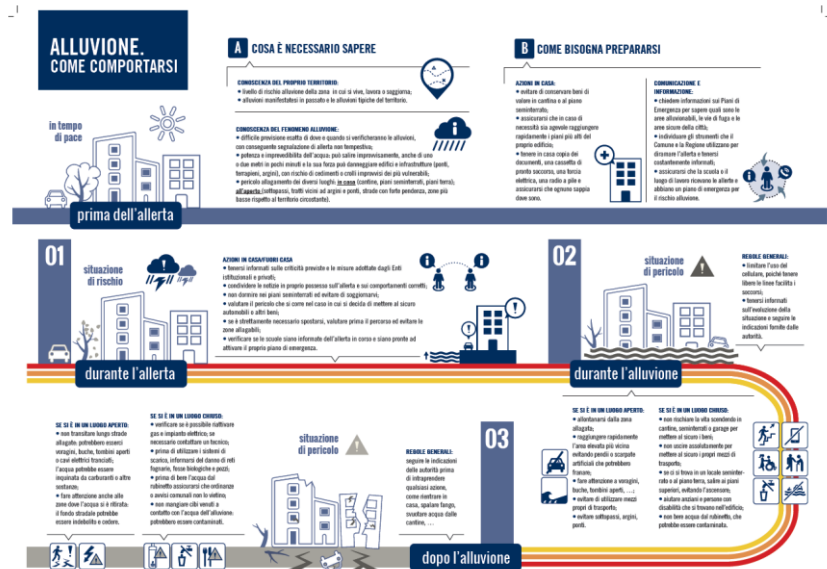 ALLUVIONE.
COME COMPORTARSI
in tempo
di pace
prima dell'allerta
A COSA È NECESSARIO SAPERE
CONOSCENZA DEL PROPRIO TERRITORIO:
• livello di rischio alluvione della zona in cui si vive, lavora o soggiorna;
• alluvioni manifestatesi in passato e le alluvioni tipiche del territorio.
CONOSCENZA DEL FENOMENO ALLUVIONE:
• difficile previsione esatta di dove e quando si verificheranno le alluvioni,
con conseguente segnalazione di allerta non tempestiva;
• potenza e imprevedibilità dell'acqua: può salire improvvisamente, anche di uno
o due metri in pochi minuti e la sua forza può danneggiare edifici e infrastrutture (ponti,
terrapieni, argini), con rischio di cedimenti e crolli improvvisi dei più vulnerabili;
• pericolo allagamento dei diversi luoghi: in casa (cantine, piani seminterrati, piani terra);
all'aperto (sottopassi, tratti vicini ad argini e ponti, strade con forte pendenza, zone più
basse rispetto al territorio circostante).
B COME BISOGNA PREPARARSI
AZIONI IN CASA:
• evitare di conservare beni di
valore in cantina o al piano
seminterrato;
• assicurarsi che in caso di
necessità sia agevole raggiungere
rapidamente i piani più alti del
proprio edificio;
• tenere in casa copia dei
documenti, una cassetta di
pronto soccorso, una torcia
elettrica, una radio a pile e
assicurarsi che ognuno sappia
dove sono.
COMUNICAZIONE E
INFORMAZIONE:
• chiedere informazioni sui Piani di
Emergenza per sapere quali sono le
aree alluvionabili, le vie di fuga e le
aree sicure della città;
• individuare gli strumenti che il
Comune e la Regione utilizzano per
diramare l'allerta e tenersi
costantemente informati;
• assicurarsi che la scuola o il
luogo di lavoro ricevano le allerte e
abbiano un piano di emergenza per
il rischio alluvione.
01
situazione
di rischio
durante l'allerta
AZIONI IN CASA/FUORI CASA
• tenersi informati sulle criticità previste e le misure adottate dagli Enti
istituzionali e privati;
• condividere le notizie in proprio possesso sull'allerta e sui comportamenti corretti;
• non dormire nei piani seminterrati ed evitare di soggiornarvi;
• valutare il pericolo che si corre nel caso in cui si decida di mettere al sicuro
automobili e altri beni;
• se è strettamente necessario spostarsi, valutare prima il percorso ed evitare le
zone allagabili;
• verificare se le scuole siano informate dell'allerta in corso e siano pronte ad
attivare il proprio piano di emergenza.
02
situazione
di pericolo
durante l'alluvione
REGOLE GENERALI:
• limitare l'uso del
cellulare, poiché tenere
libere le linee facilita i
soccorsi;
• tenersi informati
sull'evoluzione della
situazione e seguire le
indicazioni fornite dalle
autorità.
SE SI È IN UN LUOGO APERTO:
• allontanarsi dalla zona
allagata;
• raggiungere rapidamente
l'area elevata più vicina
evitando pendii o scarpate
artificiali che potrebbero
franare;
• fare attenzione a voragini,
buche, tombini aperti, …;
• evitare di utilizzare mezzi
propri di trasporto;
• evitare sottopassi, argini,
ponti.
SE SI È IN UN LUOGO CHIUSO:
• non rischiare la vita scendendo in
cantine, seminterrati o garage per
mettere al sicuro i beni;
• non uscire assolutamente per
mettere al sicuro i propri mezzi di
trasporto;
• se ci si trova in un locale seminter-
rato o al piano terra, salire ai piani
superiori, evitando l'ascensore;
• aiutare anziani e persone con
disabilità che si trovano nell'edificio;
• non bere acqua dal rubinetto, che
potrebbe essere contaminata.
03
situazione
di pericolo
dopo l'alluvione
REGOLE GENERALI:
seguire le indicazioni
delle autorità prima
di intraprendere
qualsiasi azione,
come rientrare in
casa, spalare fango,
svuotare acqua dalle
cantine, …
SE SI È IN UN LUOGO APERTO:
• non transitare lungo strade
allagate: potrebbero esserci
voragini, buche, tombini aperti
o cavi elettrici tranciati;
l'acqua potrebbe essere
inquinata da carburanti o altre
sostanze;
• fare attenzione anche alle
zone dove l'acqua si è ritirata:
il fondo stradale potrebbe
essere indebolito e cedere.
SE SI È IN UN LUOGO CHIUSO:
• verificare se è possibile riattivare
gas e impianto elettrico; se
necessario contattare un tecnico;
• prima di utilizzare i sistemi di
scarico, informarsi del danno di reti
fognarie, fosse biologiche e pozzi;
• prima di bere l'acqua dal
rubinetto assicurarsi che ordinanze
o avvisi comunali non lo vietino;
• non mangiare cibi venuti a
contatto con l'acqua dell'alluvione:
potrebbero essere contaminati.